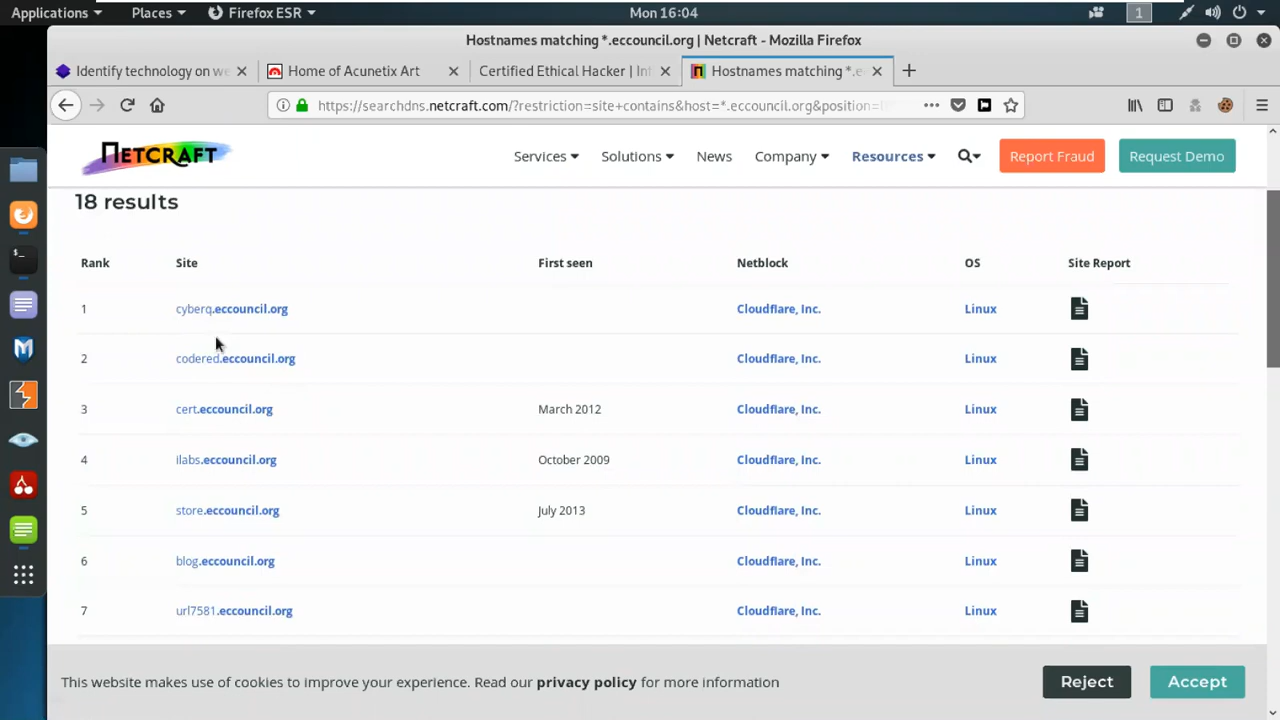 Applications Places Firefox ESR Mon 16:04 1
Hostnames matching *.eccouncil.org | Netcraft - Mozilla Firefox
Identify technology on we Home of Acunetix Art Certified Ethical Hacker | Int Hostnames matching *.e
https://searchdns.netcraft.com/?restriction=site+contains&host=*.eccouncil.org&position=
NETCRAFT Services Solutions News Company Resources Report Fraud Request Demo
18 results
Rank Site First seen Netblock OS Site Report
1 cyberq.eccouncil.org Cloudflare, Inc. Linux
2 codered.eccouncil.org Cloudflare, Inc. Linux
3 cert.eccouncil.org March 2012 Cloudflare, Inc. Linux
4 ilabs.eccouncil.org October 2009 Cloudflare, Inc. Linux
5 store.eccouncil.org July 2013 Cloudflare, Inc. Linux
6 blog.eccouncil.org Cloudflare, Inc. Linux
7 url7581.eccouncil.org Cloudflare, Inc. Linux
This website makes use of cookies to improve your experience. Read our privacy policy for more information Reject Accept